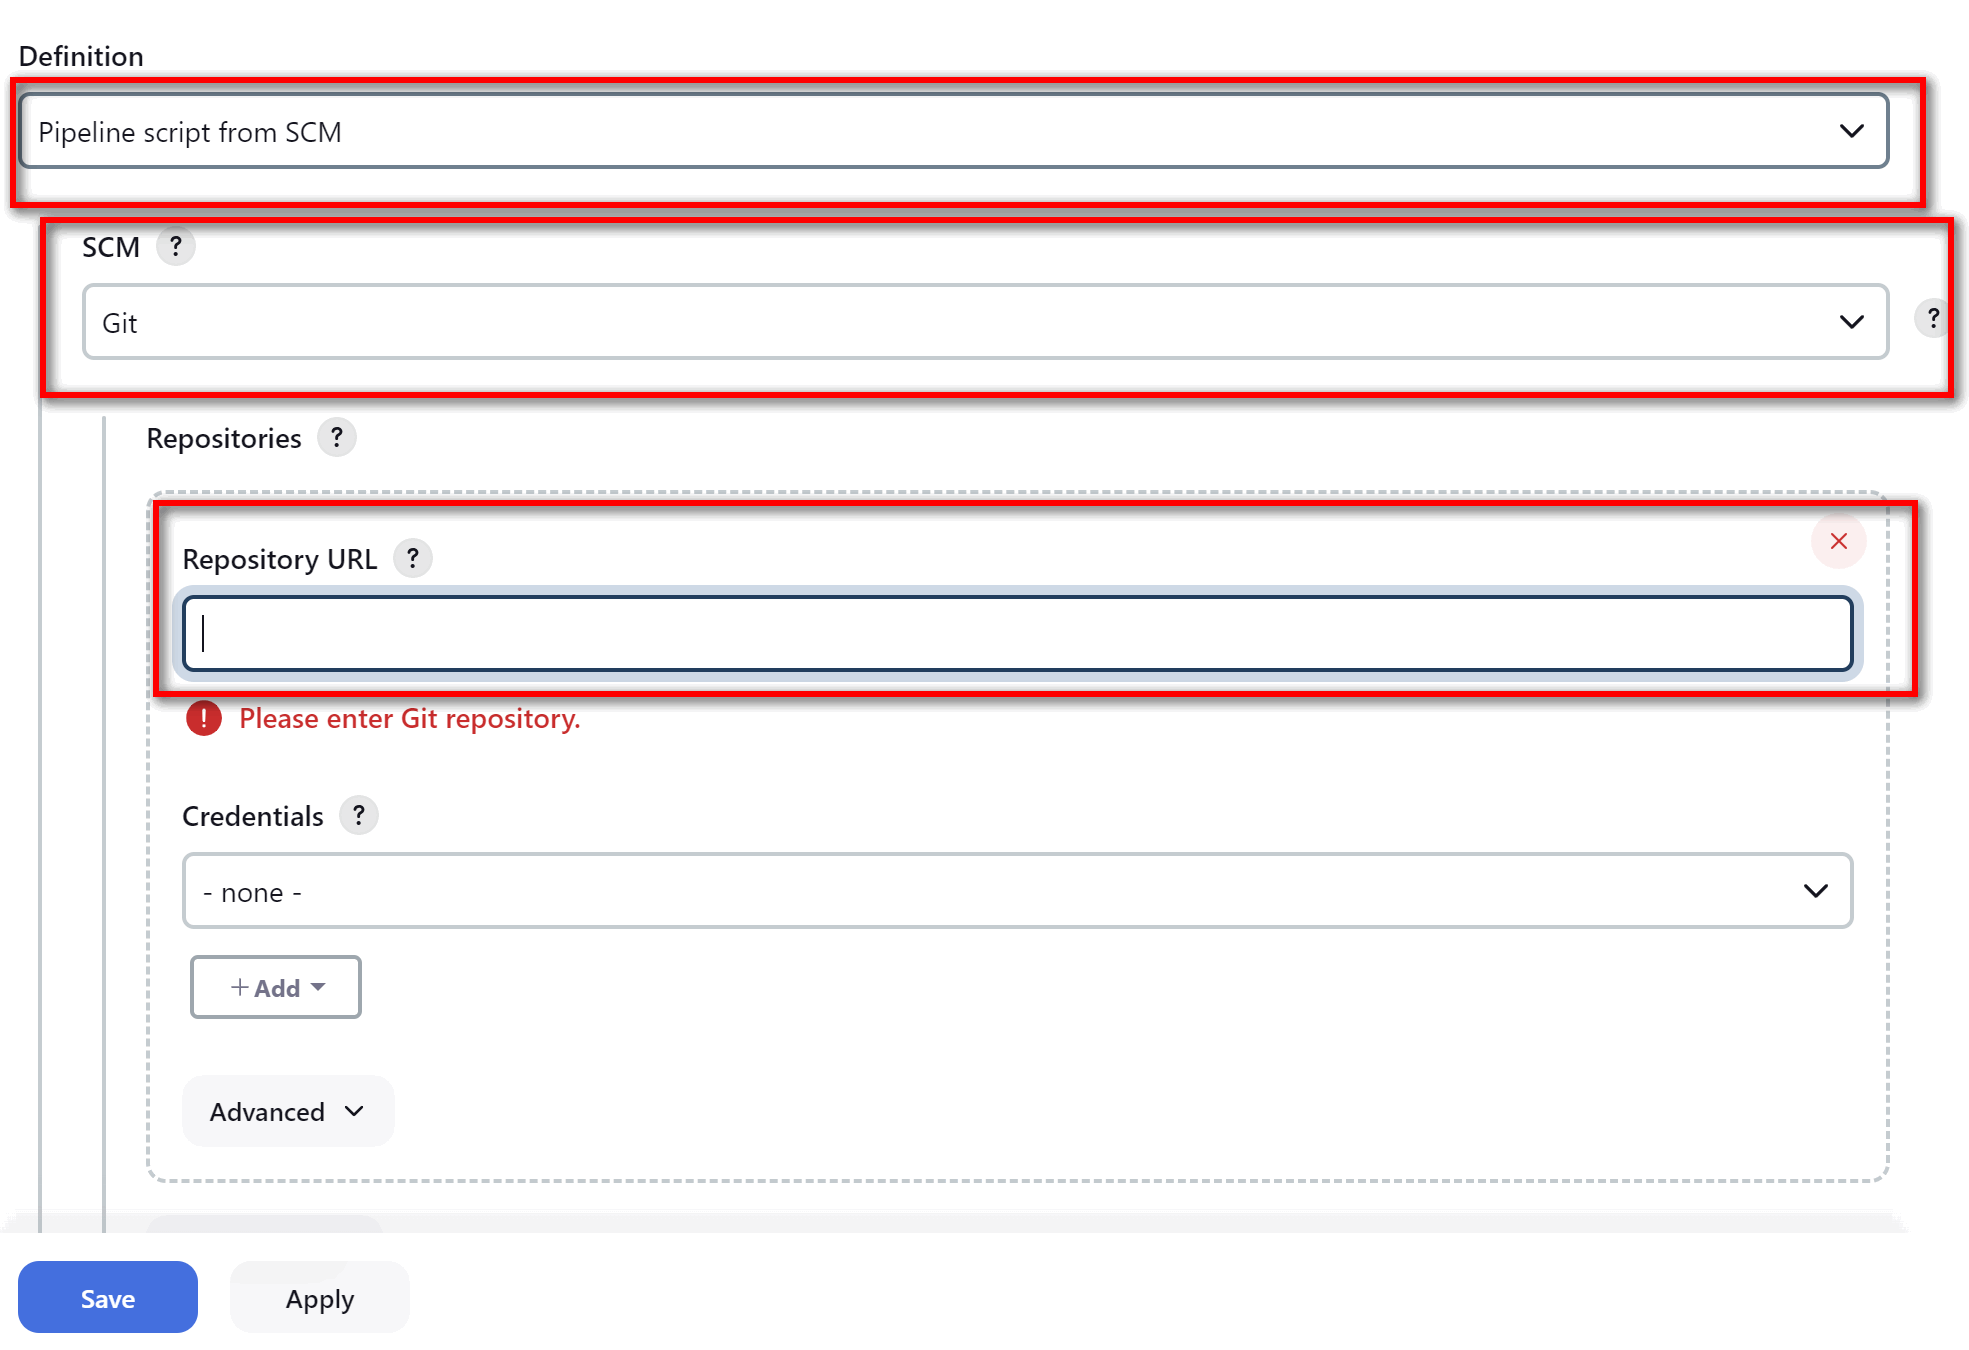 Definition
Pipeline script from SCM
SCM ?
Git
?
Repositories ?
Repository URL ?
! Please enter Git repository.
Credentials ?
- none -
+ Add
Advanced
Save
Apply